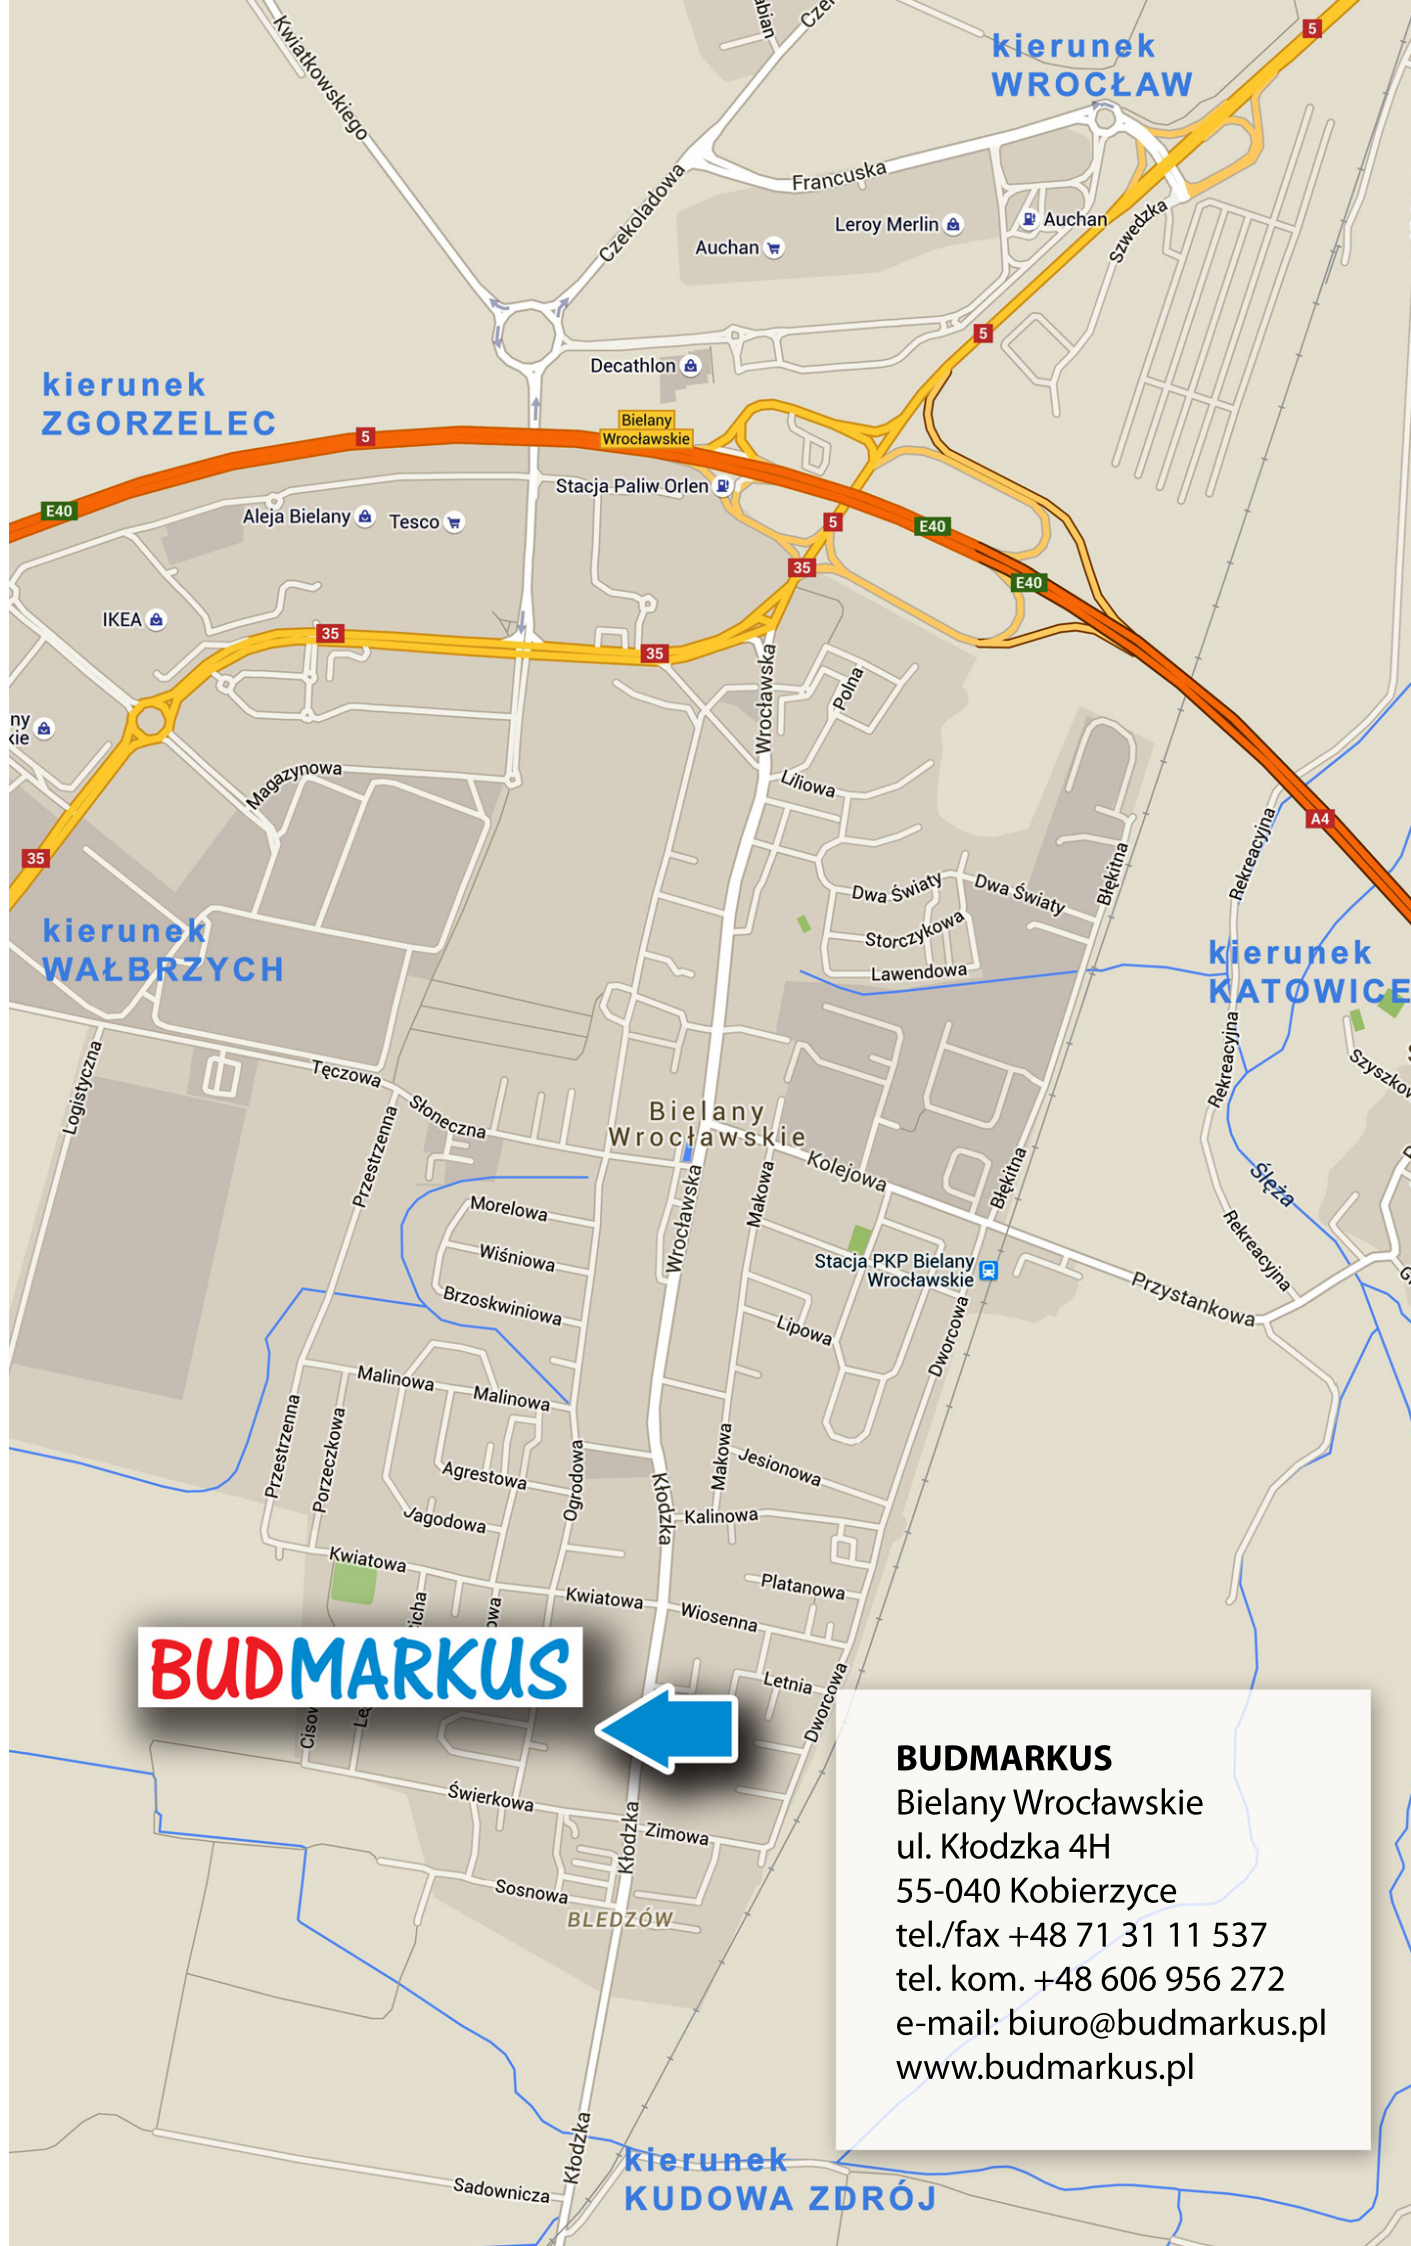 Kwiatkowskiego
Czekoladowa
Francuska
kierunek
WROCŁAW
5
Leroy Merlin
Auchan
Auchan
Szwedzka
5
Decathlon
kierunek
ZGORZELEC
5
Bielany
Wrocławskie
E40
Stacja Paliw Orlen
Aleja Bielany
Tesco
5
E40
35
E40
IKEA
35
35
Wrocławska
Polna
Magazynowa
Liliowa
35
A4
Rekreacyjna
Błękitna
Dwa Światy
Dwa Światy
Storczykowa
Lawendowa
kierunek
WAŁBRZYCH
kierunek
KATOWICE
Logistyczna
Tęczowa
Słoneczna
Przestrzenna
Bielany
Wrocławskie
Kolejowa
Makowa
Wrocławska
Błękitna
Rekreacyjna
Ślęża
Rekreacyjna
Morelowa
Wiśniowa
Brzoskwiniowa
Stacja PKP Bielany
Wrocławskie
Przystankowa
Lipowa
Dworcowa
Malinowa
Malinowa
Przestrzenna
Porzeczkowa
Agrestowa
Ogrodowa
Jagodowa
Kłodzka
Makowa
Jesionowa
Kalinowa
Kwiatowa
Kwiatowa
Platanowa
Wiosenna
Letnia
Dworcowa
BUDMARKUS
Świerkowa
Zimowa
Kłodzka
Sosnowa
BLEDZÓW
BUDMARKUS
Bielany Wrocławskie
ul. Kłodzka 4H
55-040 Kobierzyce
tel./fax +48 71 31 11 537
tel. kom. +48 606 956 272
e-mail: biuro@budmarkus.pl
www.budmarkus.pl
Kłodzka
Sadownicza
kierunek
KUDOWA ZDRÓJ